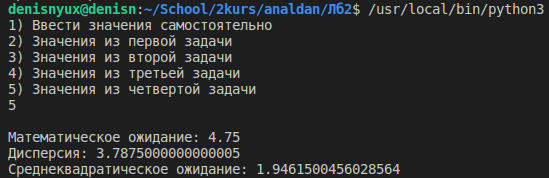 denisnyux@denisn:~/School/2kurs/analdan/Лб2$ /usr/local/bin/python3
1) Ввести значения самостоятельно
2) Значения из первой задачи
3) Значения из второй задачи
4) Значения из третьей задачи
5) Значения из четвертой задачи
5
Математическое ожидание: 4.75
Дисперсия: 3.7875000000000005
Среднеквадратическое ожидание: 1.9461500456028564